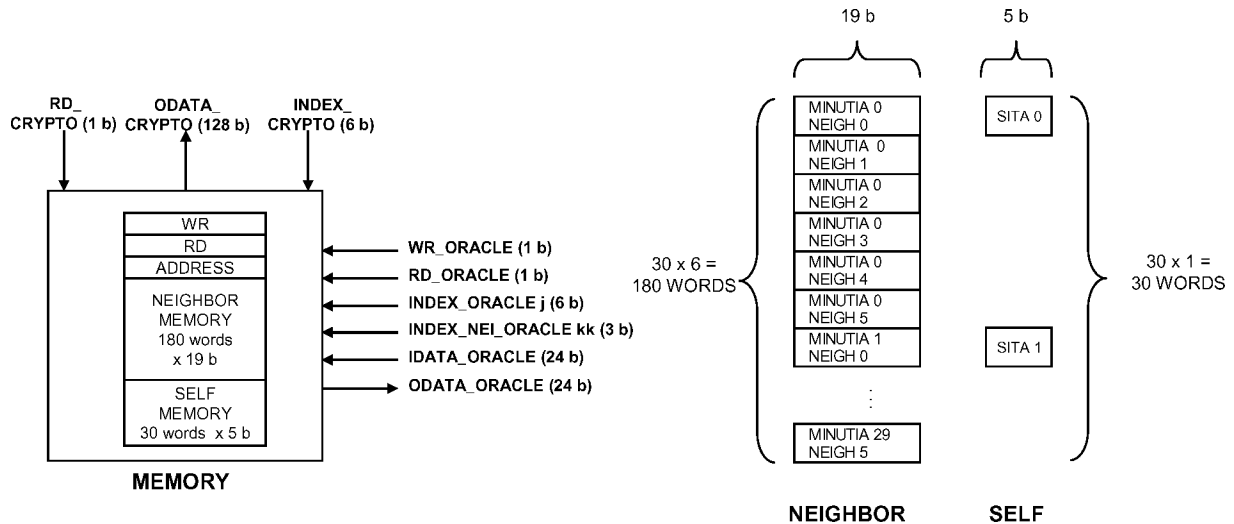 RD_
CRYPTO (1 b)
ODATA_
CRYPTO (128 b)
INDEX_
CRYPTO (6 b)
WR
RD
ADDRESS
NEIGHBOR
MEMORY
180 words
x 19 b
SELF
MEMORY
30 words x 5 b
WR_ORACLE (1 b)
RD_ORACLE (1 b)
INDEX_ORACLE j (6 b)
INDEX_NEI_ORACLE kk (3 b)
IDATA_ORACLE (24 b)
ODATA_ORACLE (24 b)
MEMORY
19 b
5 b
30 x 6 =
180 WORDS
MINUTIA 0
NEIGH 0
MINUTIA 0
NEIGH 1
MINUTIA 0
NEIGH 2
MINUTIA 0
NEIGH 3
MINUTIA 0
NEIGH 4
MINUTIA 0
NEIGH 5
MINUTIA 1
NEIGH 0
⋮
MINUTIA 29
NEIGH 5
SITA 0
SITA 1
30 x 1 =
30 WORDS
NEIGHBOR
SELF